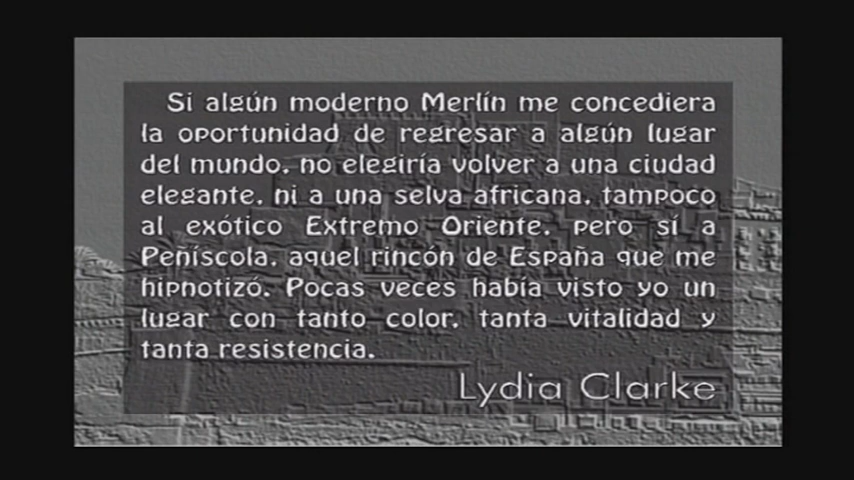 Si algún moderno Merlín me concediera
la oportunidad de regresar a algún lugar
del mundo, no elegiría volver a una ciudad
elegante, ni a una selva africana, tampoco
al exótico Extremo Oriente, pero sí a
Peñíscola, aquel rincón de España que me
hipnotizó. Pocas veces había visto yo un
lugar con tanto color, tanta vitalidad y
tanta resistencia.
Lydia Clarke